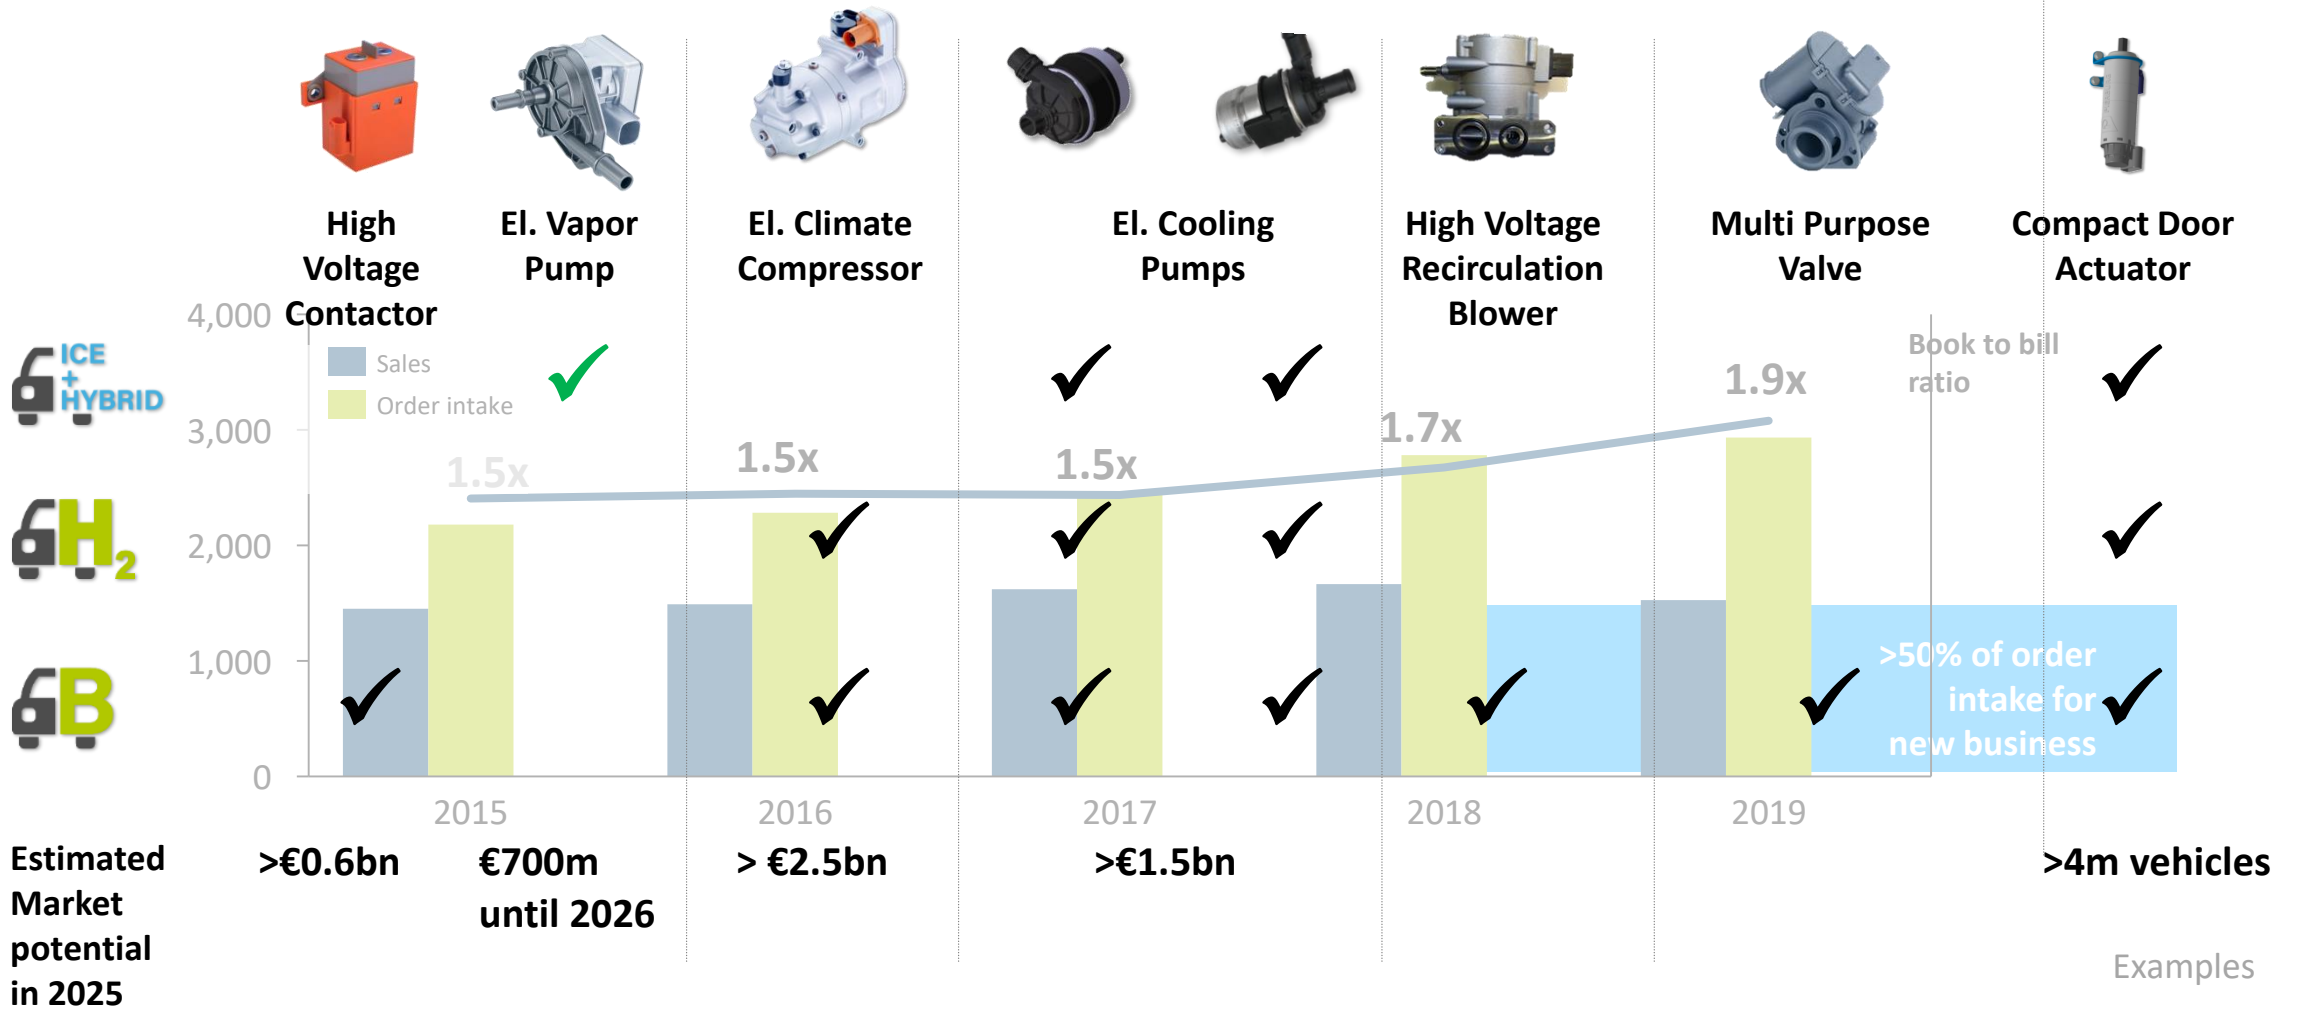 High
Voltage
Contactor
El. Vapor
Pump
El. Climate
Compressor
El. Cooling
Pumps
High Voltage
Recirculation
Blower
Multi Purpose
Valve
Compact Door
Actuator
4,000
3,000
2,000
1,000
0
ICE
+
HYBRID
H2
B
Sales
Order intake
1.5x
1.5x
1.5x
1.7x
1.9x
Book to bill
ratio
>50% of order
intake for
new business
2015
2016
2017
2018
2019
Estimated
Market
potential
in 2025
>€0.6bn
€700m
until 2026
> €2.5bn
>€1.5bn
>4m vehicles
Examples